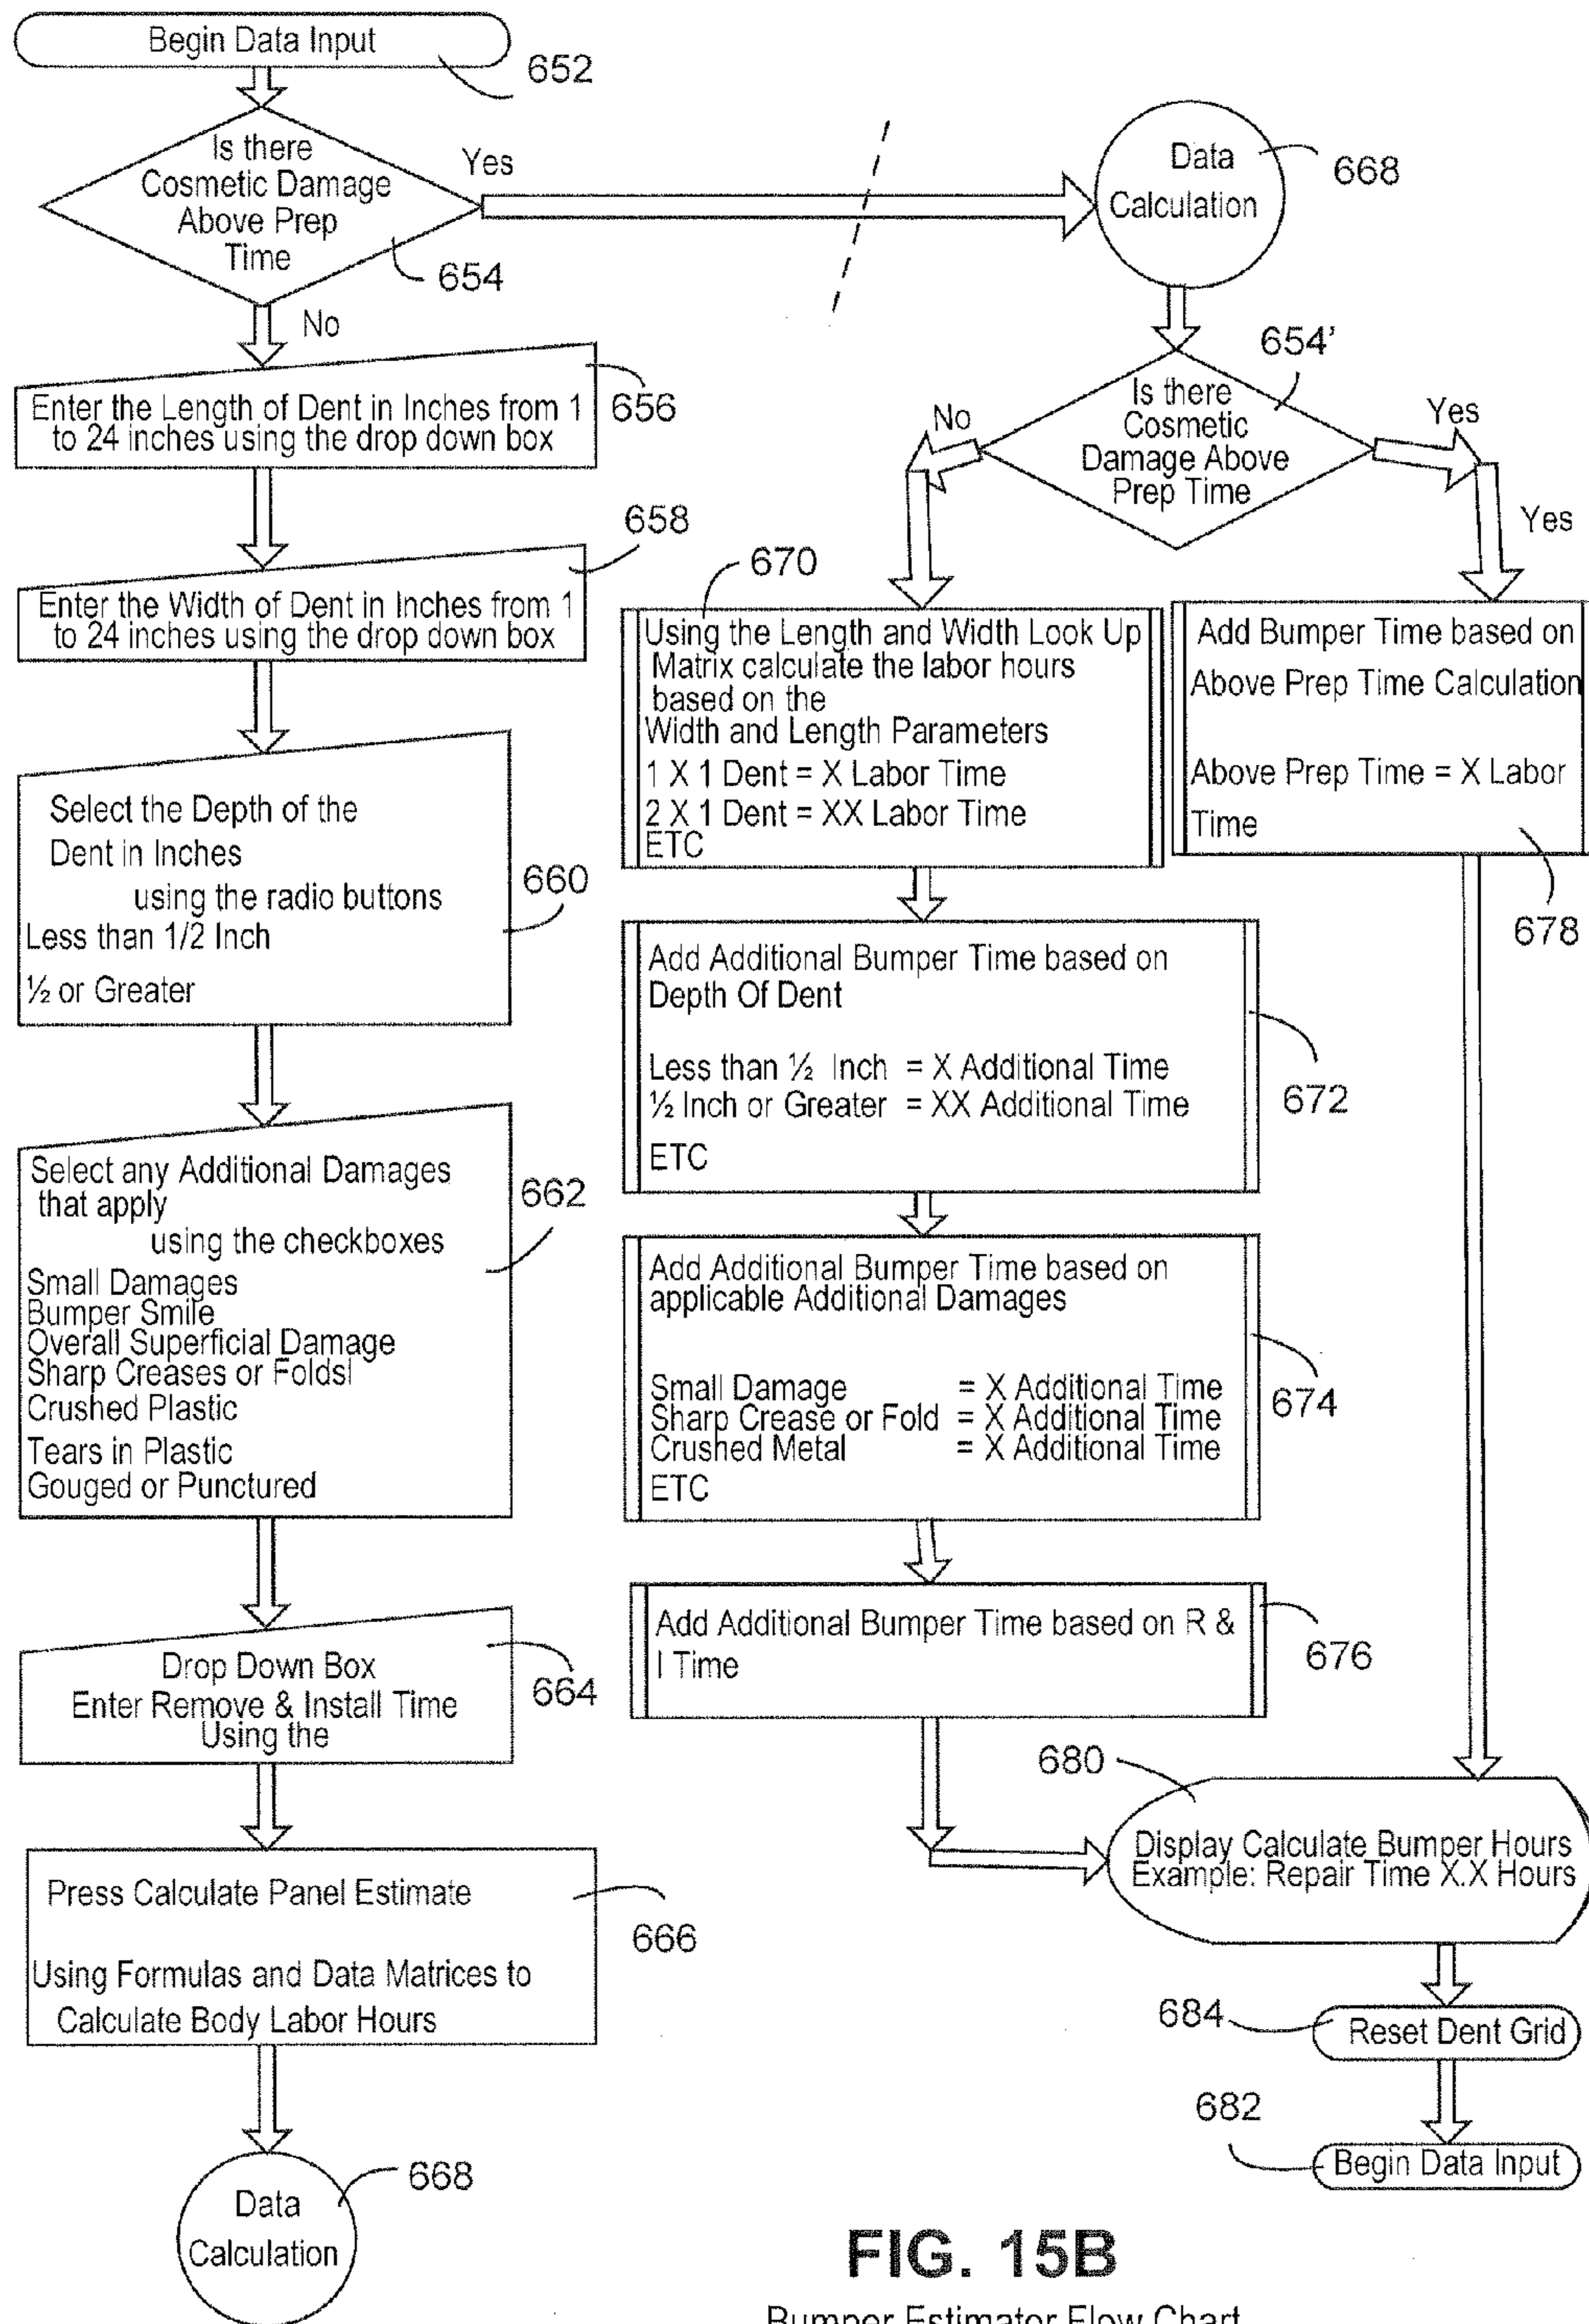 Begin Data Input
652
Is there
Cosmetic Damage
Above Prep
Time
654
Yes
No
Enter the Length of Dent in Inches from 1
to 24 inches using the drop down box
656
Enter the Width of Dent in Inches from 1
to 24 inches using the drop down box
658
Select the Depth of the
Dent in Inches
using the radio buttons
Less than 1/2 Inch
½ or Greater
660
Select any Additional Damages
that apply
using the checkboxes
Small Damages
Bumper Smile
Overall Superficial Damage
Sharp Creases or Foldsl
Crushed Plastic
Tears in Plastic
Gouged or Punctured
662
Drop Down Box
Enter Remove & Install Time
Using the
664
Press Calculate Panel Estimate
Using Formulas and Data Matrices to
Calculate Body Labor Hours
666
Data
Calculation
668
Data
Calculation
668
654'
Is there
Cosmetic
Damage Above
Prep Time
No
Yes
Yes
670
Using the Length and Width Look Up
Matrix calculate the labor hours
based on the
Width and Length Parameters
1 X 1 Dent = X Labor Time
2 X 1 Dent = XX Labor Time
ETC
Add Bumper Time based on
Above Prep Time Calculation
Above Prep Time = X Labor
Time
678
Add Additional Bumper Time based on
Depth Of Dent
Less than ½ Inch = X Additional Time
½ Inch or Greater = XX Additional Time
ETC
672
Add Additional Bumper Time based on
applicable Additional Damages
Small Damage = X Additional Time
Sharp Crease or Fold = X Additional Time
Crushed Metal = X Additional Time
ETC
674
Add Additional Bumper Time based on R &
I Time
676
680
Display Calculate Bumper Hours
Example: Repair Time X.X Hours
684
Reset Dent Grid
682
Begin Data Input
FIG. 15B
Bumper Estimator Flow Chart